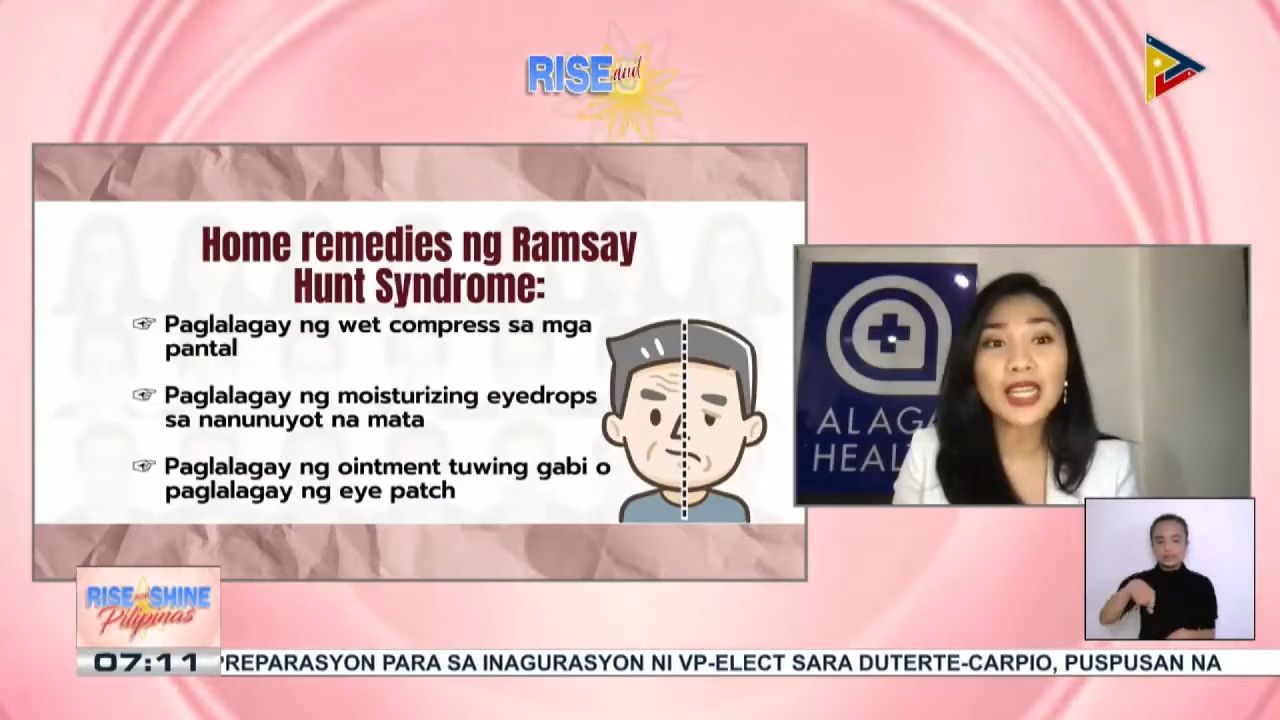 RISE and
Home remedies ng Ramsay
Hunt Syndrome:
☞ Paglalagay ng wet compress sa mga
pantal
☞ Paglalagay ng moisturizing eyedrops
sa nanunuyot na mata
☞ Paglalagay ng ointment tuwing gabi o
paglalagay ng eye patch
ALAGA
HEAL
RISE and SHINE
Pilipinas
07:11
PREPARASYON PARA SA INAGURASYON NI VP-ELECT SARA DUTERTE-CARPIO, PUSPUSAN NA